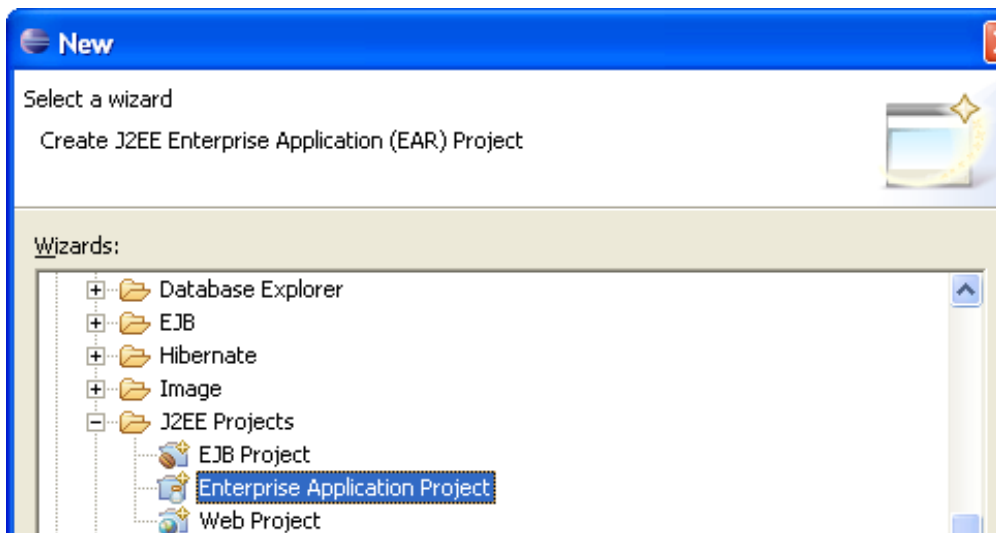 New
Select a wizard
Create J2EE Enterprise Application (EAR) Project
Wizards:
Database Explorer
EJB
Hibernate
Image
J2EE Projects
EJB Project
Enterprise Application Project
Web Project